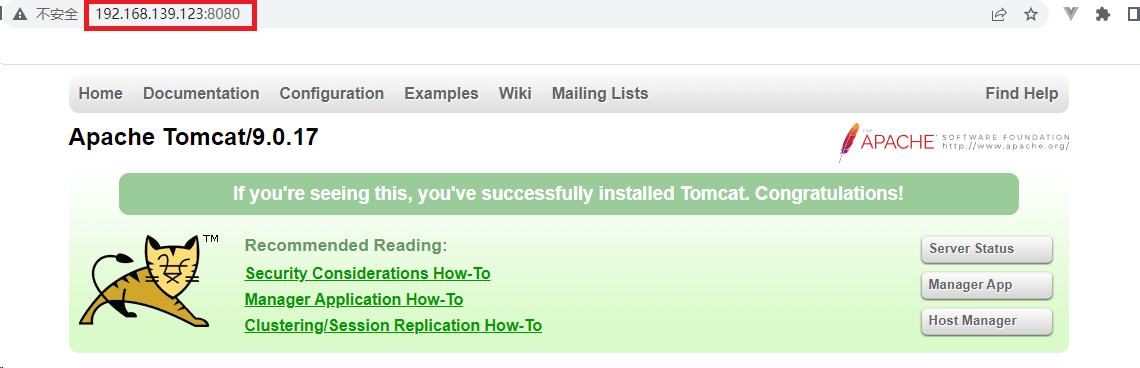 不安全 192.168.139.123:8080
Home Documentation Configuration Examples Wiki Mailing Lists Find Help
Apache Tomcat/9.0.17
THE APACHE SOFTWARE FOUNDATION
http://www.apache.org/
If you're seeing this, you've successfully installed Tomcat. Congratulations!
TM
Recommended Reading:
Security Considerations How-To
Manager Application How-To
Clustering/Session Replication How-To
Server Status
Manager App
Host Manager